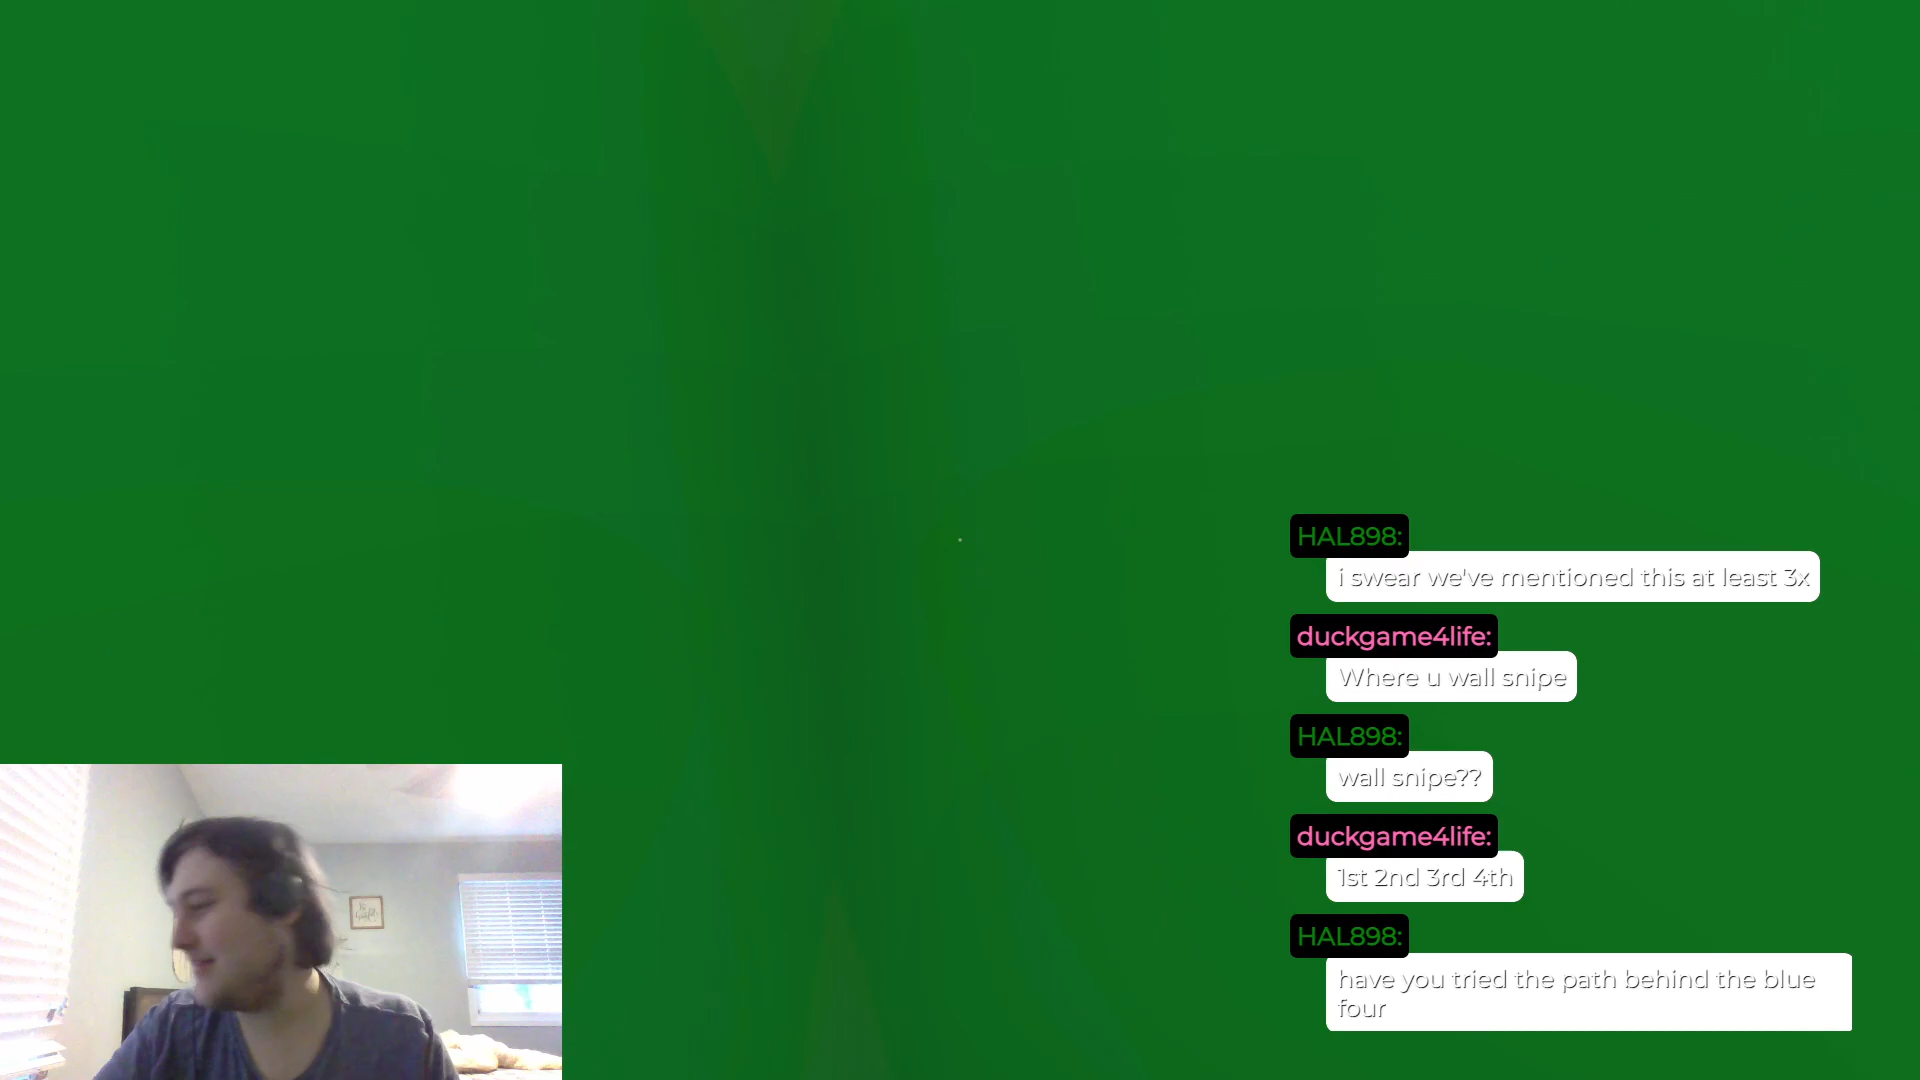 HAL898:
i swear we've mentioned this at least 3x
duckgame4life:
Where u wall snipe
HAL898:
wall snipe??
duckgame4life:
1st 2nd 3rd 4th
HAL898:
have you tried the path behind the blue
four